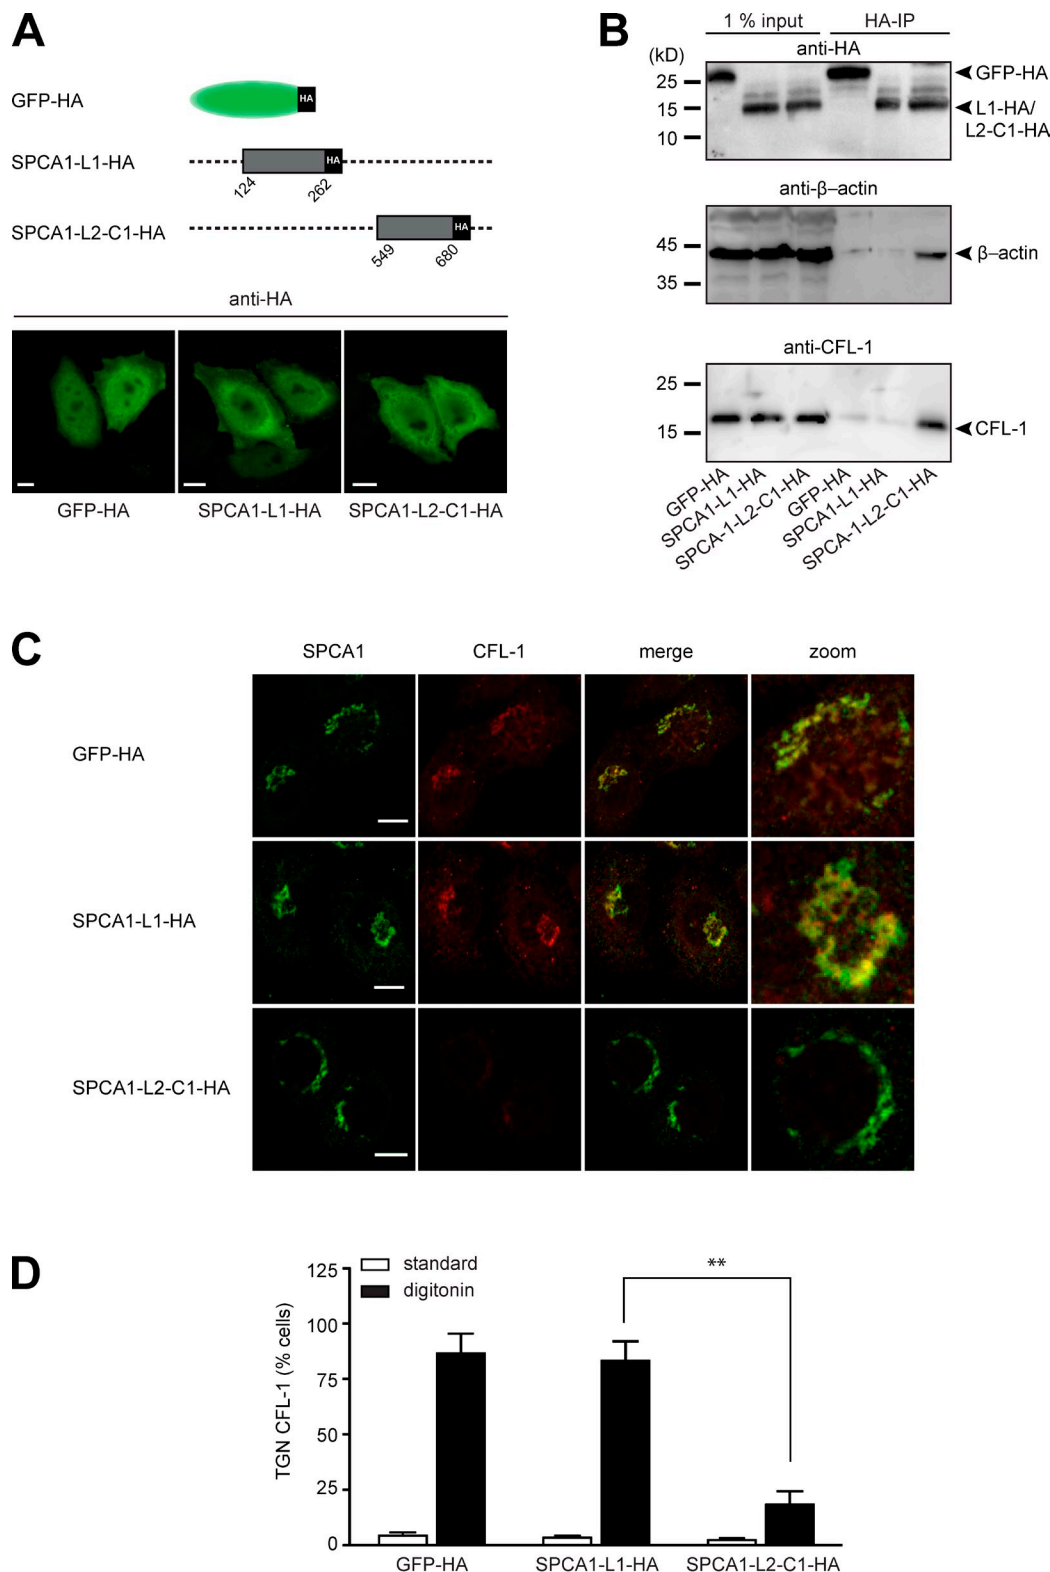 A
GFP-HA
HA
SPCA1-L1-HA
HA
124
262
SPCA1-L2-C1-HA
HA
549
680
anti-HA
GFP-HA
SPCA1-L1-HA
SPCA1-L2-C1-HA
B
1 % input
HA-IP
(kD)
anti-HA
25
15
10
GFP-HA
L1-HA/
L2-C1-HA
anti-β–actin
45
35
β–actin
anti-CFL-1
25
15
CFL-1
GFP-HA
SPCA1-L1-HA
SPCA-1-L2-C1-HA
GFP-HA
SPCA1-L1-HA
SPCA-1-L2-C1-HA
C
SPCA1
CFL-1
merge
zoom
GFP-HA
SPCA1-L1-HA
SPCA1-L2-C1-HA
D
standard
digitonin
**
TGN CFL-1 (% cells)
125
100
75
50
25
0
GFP-HA
SPCA1-L1-HA
SPCA1-L2-C1-HA